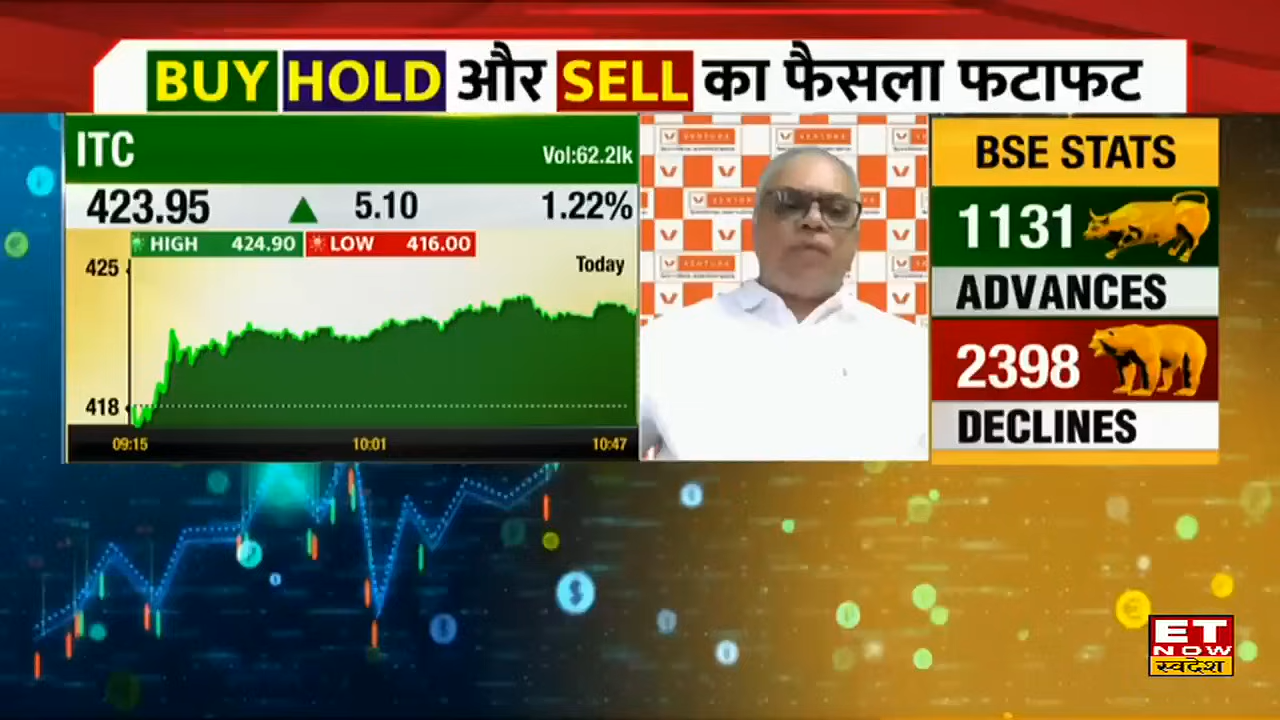 BUY HOLD और SELL का फैसला फटाफट
ITC
Vol:62.2lk
423.95 ▲ 5.10 1.22%
HIGH 424.90 LOW 416.00
Today
425
418
09:15 10:01 10:47
VENTURA
BSE STATS
1131
ADVANCES
2398
DECLINES
ET
NOW
स्वदेश